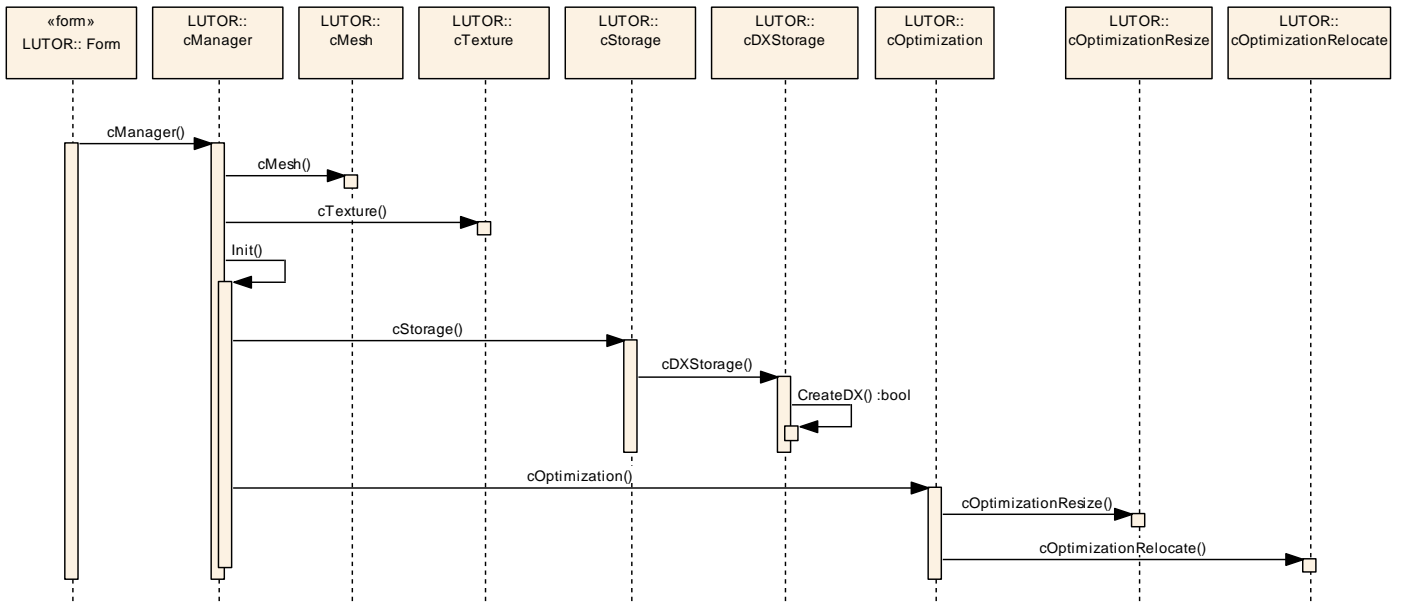 «form»
LUTOR:: Form
LUTOR::
cManager
LUTOR::
cMesh
LUTOR::
cTexture
LUTOR::
cStorage
LUTOR::
cDXStorage
LUTOR::
cOptimization
LUTOR::
cOptimizationResize
LUTOR::
cOptimizationRelocate
cManager()
cMesh()
cTexture()
Init()
cStorage()
cDXStorage()
CreateDX() :bool
cOptimization()
cOptimizationResize()
cOptimizationRelocate()